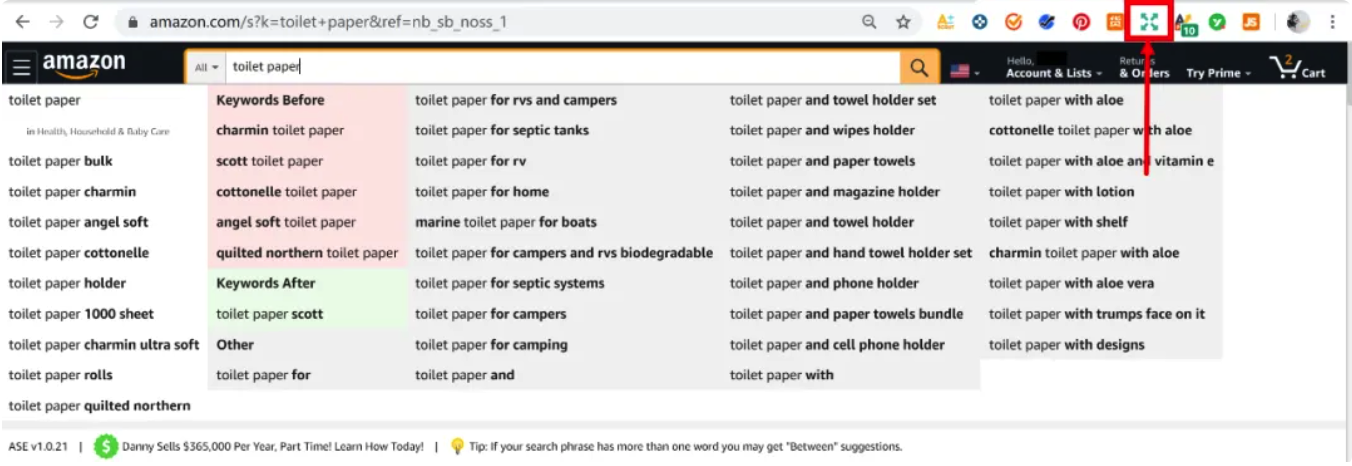 amazon.com/s?k=toilet+paper&ref=nb_sb_noss_1
10
JS
amazon
All
toilet paper
Hello,
Account & Lists
Returns
& Orders
Try Prime
2
Cart
toilet paper
in Health, Household & Baby Care
toilet paper bulk
toilet paper charmin
toilet paper angel soft
toilet paper cottonelle
toilet paper holder
toilet paper 1000 sheet
toilet paper charmin ultra soft
toilet paper rolls
toilet paper quilted northern
Keywords Before
charmin toilet paper
scott toilet paper
cottonelle toilet paper
angel soft toilet paper
quilted northern toilet paper
Keywords After
toilet paper scott
Other
toilet paper for
toilet paper for rvs and campers
toilet paper for septic tanks
toilet paper for rv
toilet paper for home
marine toilet paper for boats
toilet paper for campers and rvs biodegradable
toilet paper for septic systems
toilet paper for campers
toilet paper for camping
toilet paper and
toilet paper and towel holder set
toilet paper and wipes holder
toilet paper and paper towels
toilet paper and magazine holder
toilet paper and towel holder
toilet paper and hand towel holder set
toilet paper and phone holder
toilet paper and paper towels bundle
toilet paper and cell phone holder
toilet paper with
toilet paper with aloe
cottonelle toilet paper with aloe
toilet paper with aloe and vitamin e
toilet paper with lotion
toilet paper with shelf
charmin toilet paper with aloe
toilet paper with aloe vera
toilet paper with trumps face on it
toilet paper with designs
ASE v1.0.21 | $ Danny Sells $365,000 Per Year, Part Time! Learn How Today! | Tip: If your search phrase has more than one word you may get "Between" suggestions.